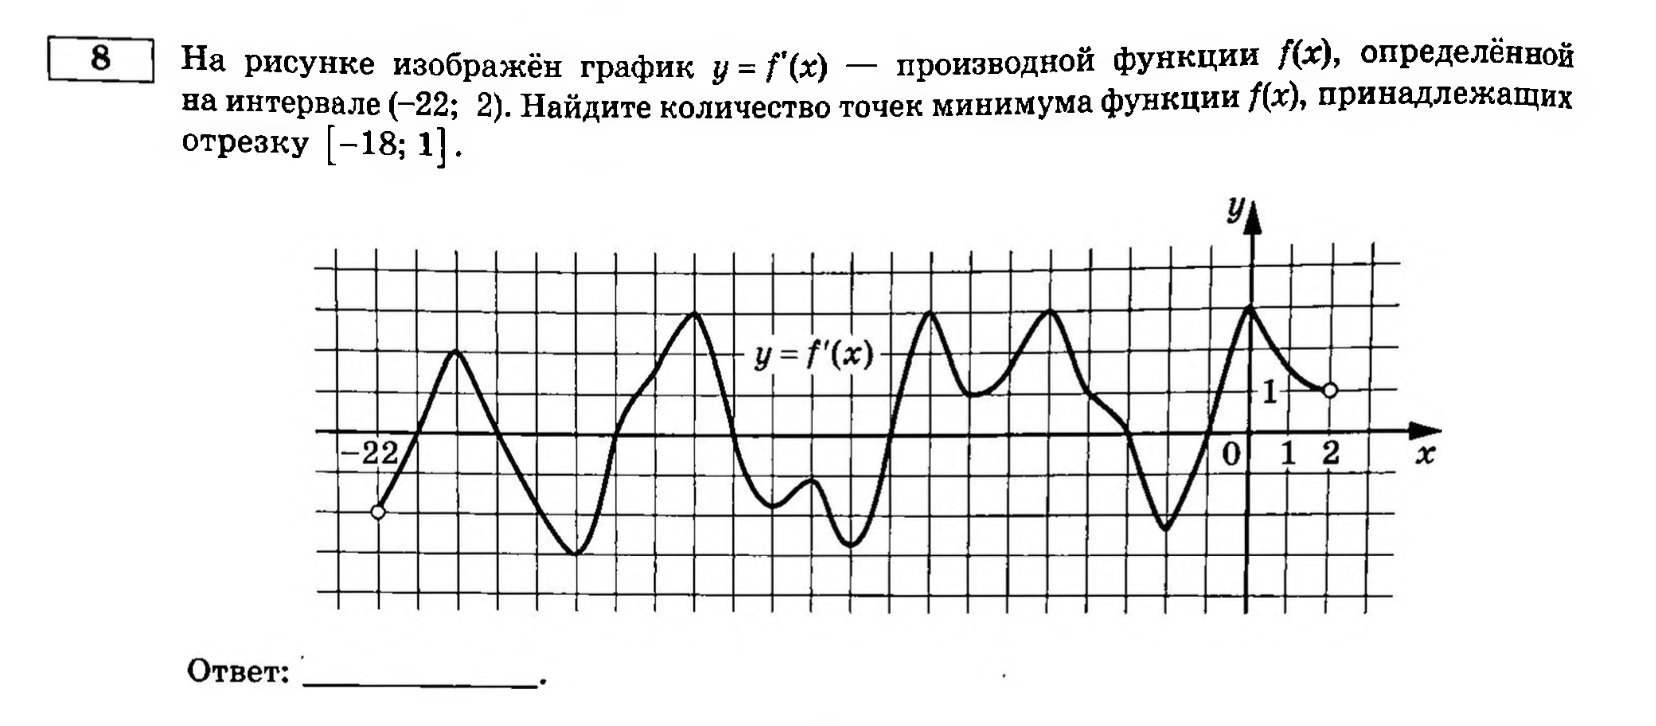 8
На рисунке изображён график y = f'(x) — производной функции f(x), определённой
на интервале (−22; 2). Найдите количество точек минимума функции f(x), принадлежащих
отрезку [−18; 1].
y
y = f'(x)
1
−22
0
1
2
x
Ответ: ____________.